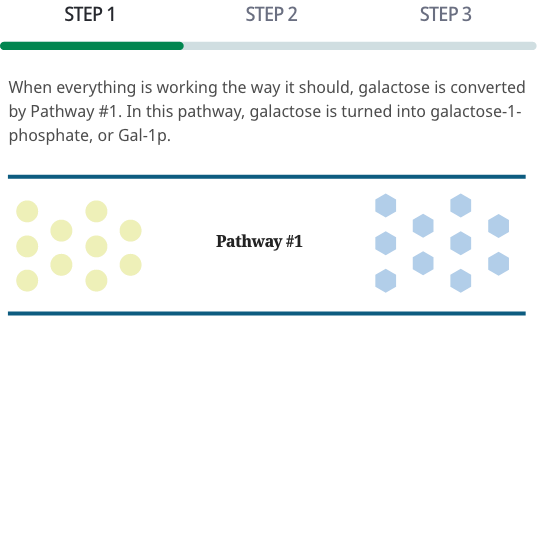 STEP 1 STEP 2 STEP 3
When everything is working the way it should, galactose is converted
by Pathway #1. In this pathway, galactose is turned into galactose-1-
phosphate, or Gal-1p.
Pathway #1